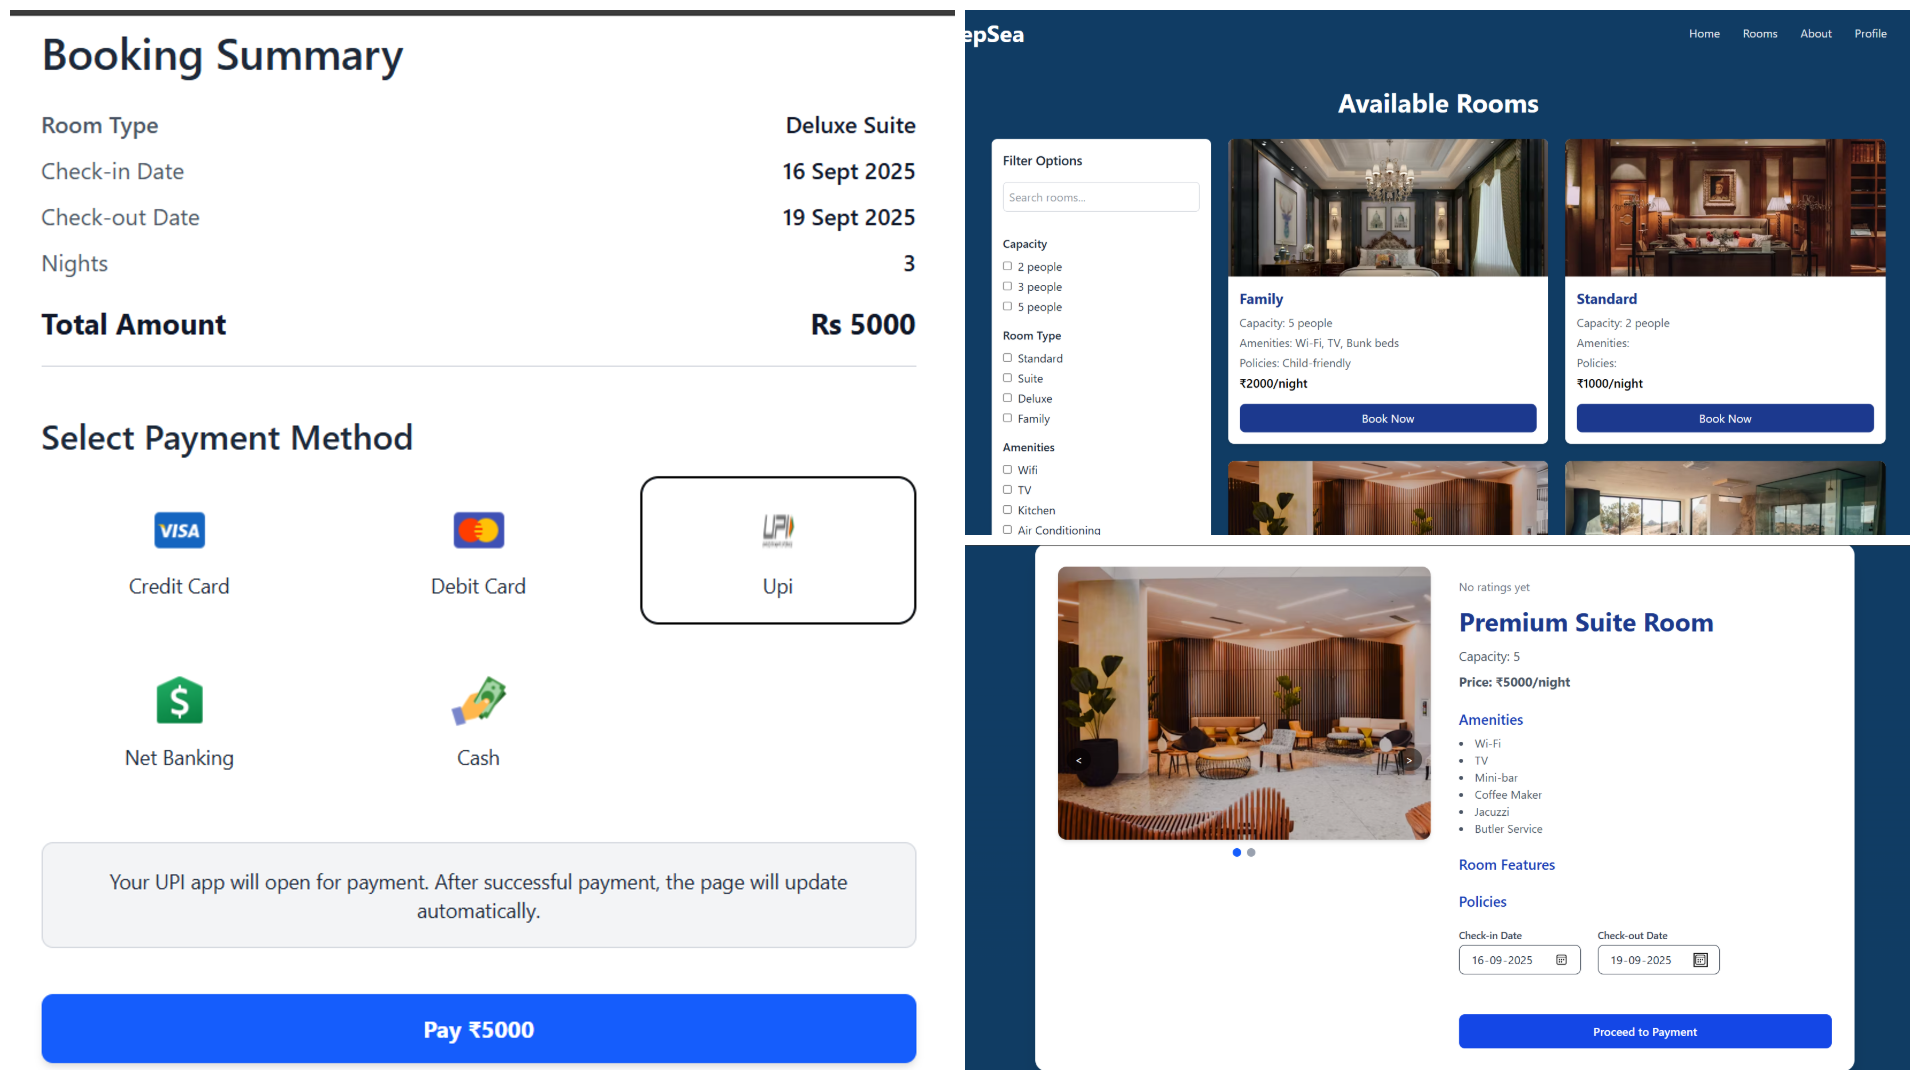 Booking Summary
Room Type Deluxe Suite
Check-in Date 16 Sept 2025
Check-out Date 19 Sept 2025
Nights 3
Total Amount Rs 5000
Select Payment Method
VISA
UPI
Credit Card Debit Card Upi
Net Banking Cash
Your UPI app will open for payment. After successful payment, the page will update
automatically.
Pay ₹5000
epSea
Home Rooms About Profile
Available Rooms
Filter Options
Search rooms...
Capacity
2 people
3 people
5 people
Room Type
Standard
Suite
Deluxe
Family
Amenities
Wifi
TV
Kitchen
Air Conditioning
Family
Capacity: 5 people
Amenities: Wi-Fi, TV, Bunk beds
Policies: Child-friendly
₹2000/night
Book Now
Standard
Capacity: 2 people
Amenities:
Policies:
₹1000/night
Book Now
<
>
No ratings yet
Premium Suite Room
Capacity: 5
Price: ₹5000/night
Amenities
Wi-Fi
TV
Mini-bar
Coffee Maker
Jacuzzi
Butler Service
Room Features
Policies
Check-in Date Check-out Date
16-09-2025 19-09-2025
Proceed to Payment